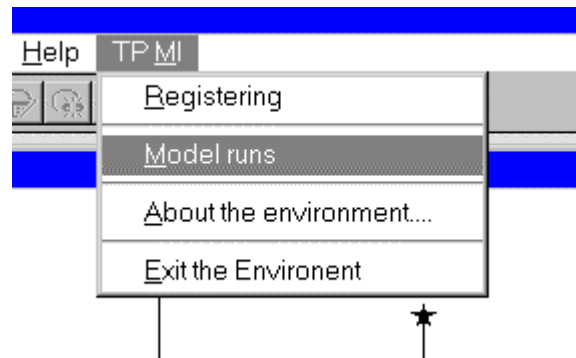 Help TP MI
Registering
Model runs
About the environment....
Exit the Environent